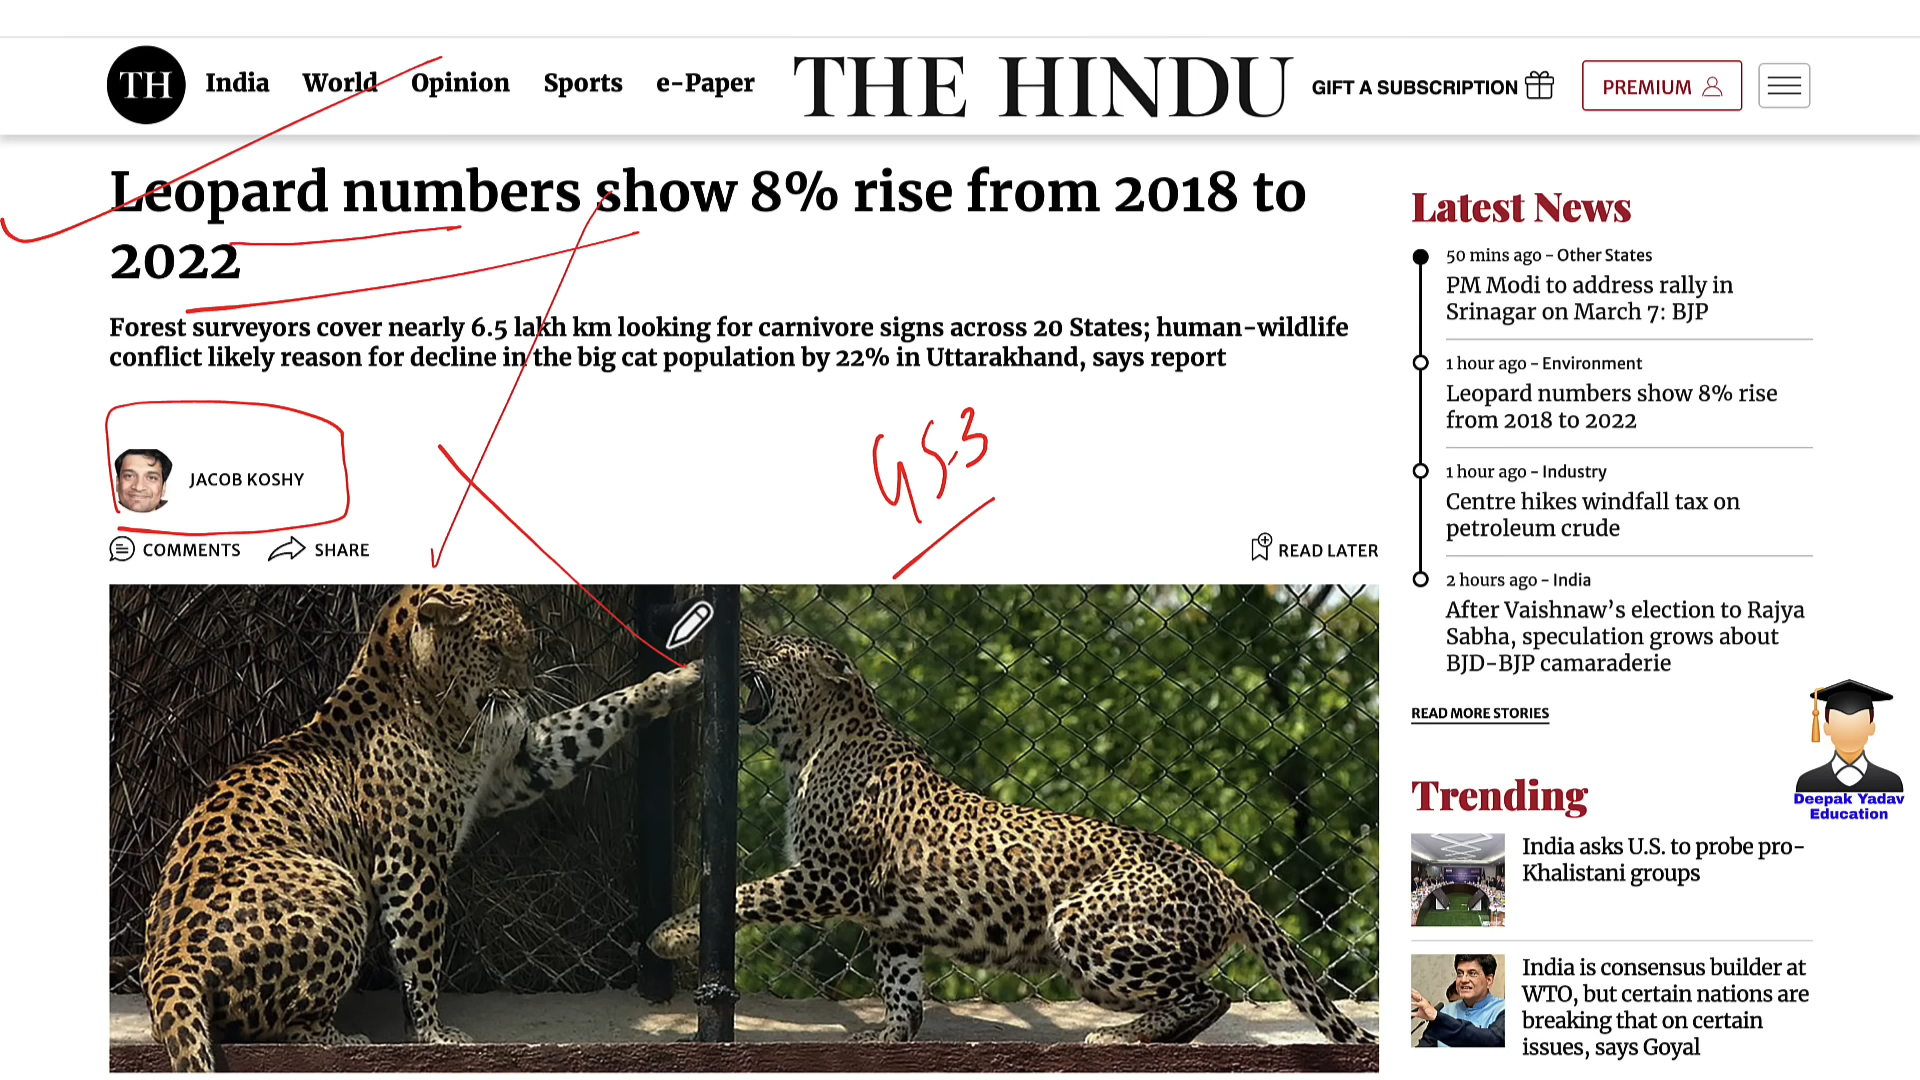 TH
India World Opinion Sports e-Paper
THE HINDU
GIFT A SUBSCRIPTION
PREMIUM
Leopard numbers show 8% rise from 2018 to
2022
Forest surveyors cover nearly 6.5 lakh km looking for carnivore signs across 20 States; human-wildlife
conflict likely reason for decline in the big cat population by 22% in Uttarakhand, says report
JACOB KOSHY
GS-3
COMMENTS SHARE
READ LATER
Latest News
50 mins ago - Other States
PM Modi to address rally in
Srinagar on March 7: BJP
1 hour ago - Environment
Leopard numbers show 8% rise
from 2018 to 2022
1 hour ago - Industry
Centre hikes windfall tax on
petroleum crude
2 hours ago - India
After Vaishnaw’s election to Rajya
Sabha, speculation grows about
BJD-BJP camaraderie
READ MORE STORIES
Deepak Yadav
Education
Trending
India asks U.S. to probe pro-
Khalistani groups
India is consensus builder at
WTO, but certain nations are
breaking that on certain
issues, says Goyal